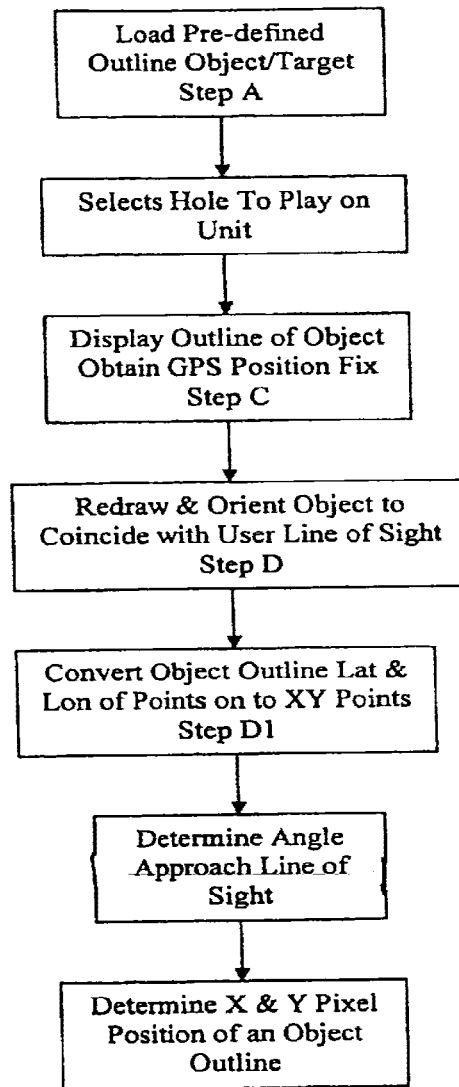 Load Pre-defined
Outline Object/Target
Step A
Selects Hole To Play on
Unit
Display Outline of Object
Obtain GPS Position Fix
Step C
Redraw & Orient Object to
Coincide with User Line of Sight
Step D
Convert Object Outline Lat &
Lon of Points on to XY Points
Step D1
Determine Angle
Approach Line of
Sight
Determine X & Y Pixel
Position of an Object
Outline